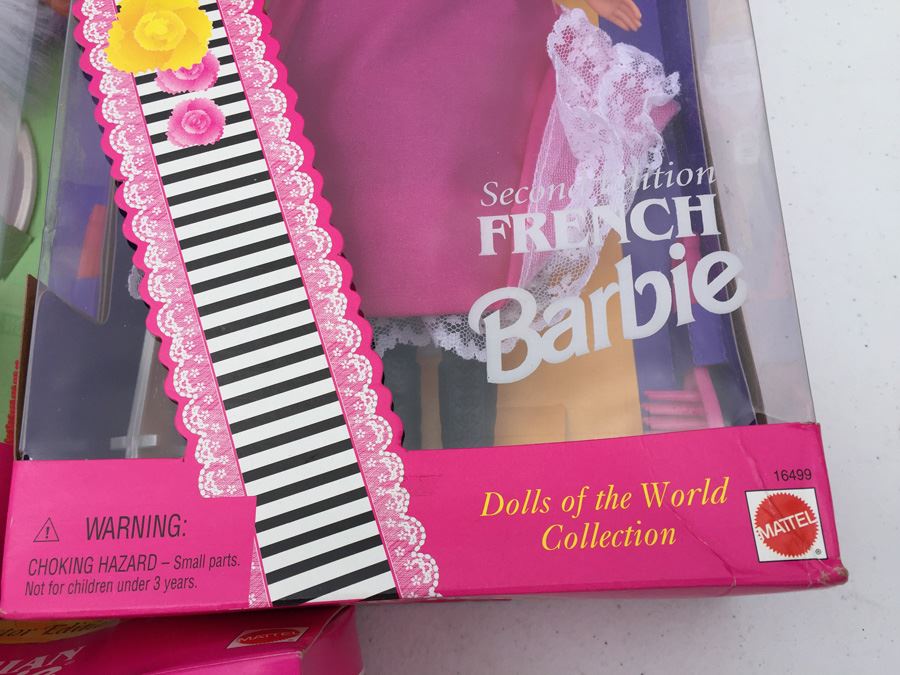 Second Edition
FRENCH
Barbie
Dolls of the World
Collection
16499
MATTEL
®
WARNING:
CHOKING HAZARD – Small parts.
Not for children under 3 years.
MATTEL